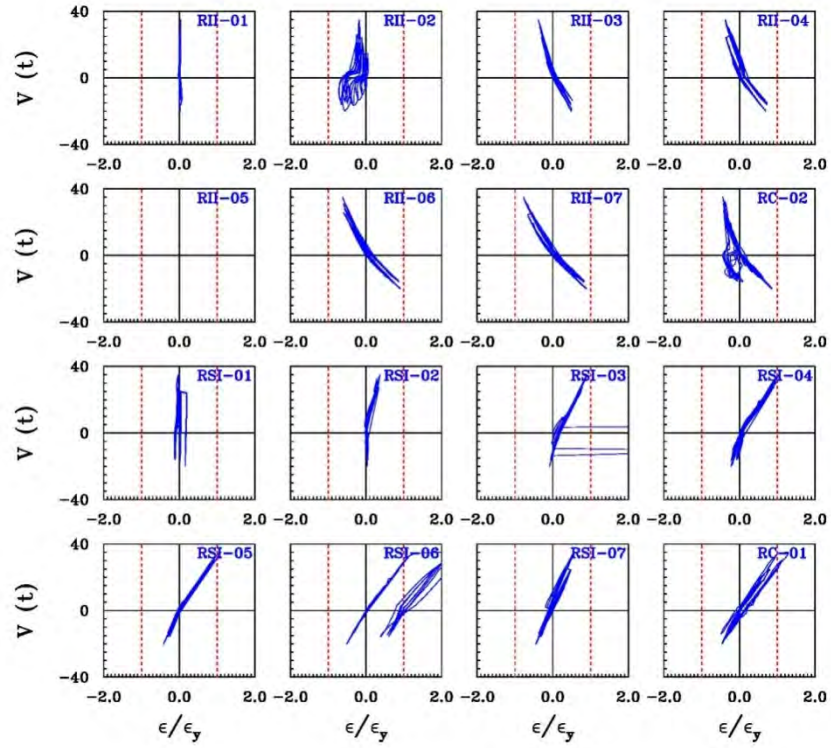 40 RII-01 RII-02 RII-03 RII-04
V (t) 0
-40
-2.0 0.0 2.0 -2.0 0.0 2.0 -2.0 0.0 2.0 -2.0 0.0 2.0
40 RII-05 RII-06 RII-07 RC-02
V (t) 0
-40
-2.0 0.0 2.0 -2.0 0.0 2.0 -2.0 0.0 2.0 -2.0 0.0 2.0
40 RSI-01 RSI-02 RSI-03 RSI-04
V (t) 0
-40
-2.0 0.0 2.0 -2.0 0.0 2.0 -2.0 0.0 2.0 -2.0 0.0 2.0
40 RSI-05 RSI-06 RSI-07 RC-01
V (t) 0
-40
-2.0 0.0 2.0 -2.0 0.0 2.0 -2.0 0.0 2.0 -2.0 0.0 2.0
ϵ/ϵy ϵ/ϵy ϵ/ϵy ϵ/ϵy